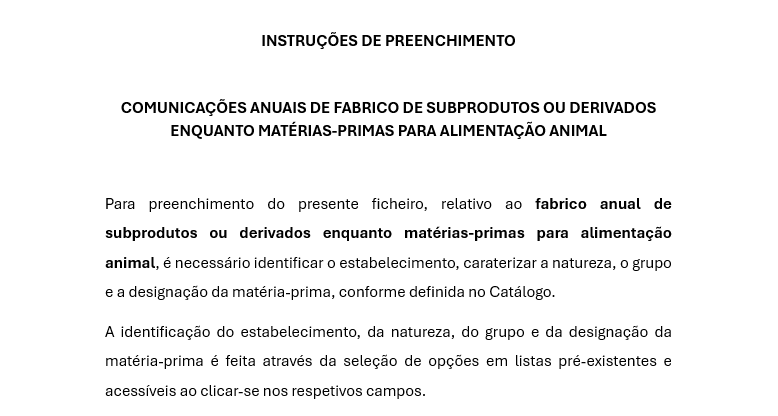 INSTRUÇÕES DE PREENCHIMENTO
COMUNICAÇÕES ANUAIS DE FABRICO DE SUBPRODUTOS OU DERIVADOS
ENQUANTO MATÉRIAS-PRIMAS PARA ALIMENTAÇÃO ANIMAL
Para preenchimento do presente ficheiro, relativo ao fabrico anual de
subprodutos ou derivados enquanto matérias-primas para alimentação
animal, é necessário identificar o estabelecimento, caraterizar a natureza, o grupo
e a designação da matéria-prima, conforme definida no Catálogo.
A identificação do estabelecimento, da natureza, do grupo e da designação da
matéria-prima é feita através da seleção de opções em listas pré-existentes e
acessíveis ao clicar-se nos respetivos campos.